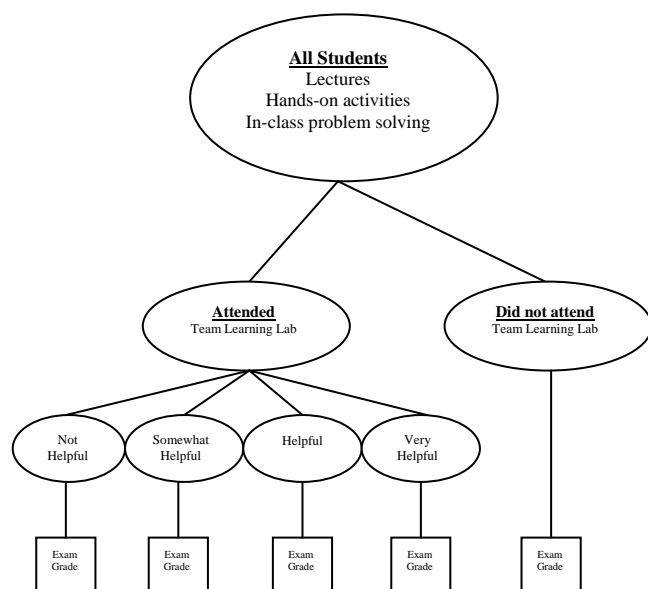 All Students
Lectures
Hands-on activities
In-class problem solving
Attended
Team Learning Lab
Did not attend
Team Learning Lab
Not
Helpful
Somewhat
Helpful
Helpful
Very
Helpful
Exam
Grade
Exam
Grade
Exam
Grade
Exam
Grade
Exam
Grade